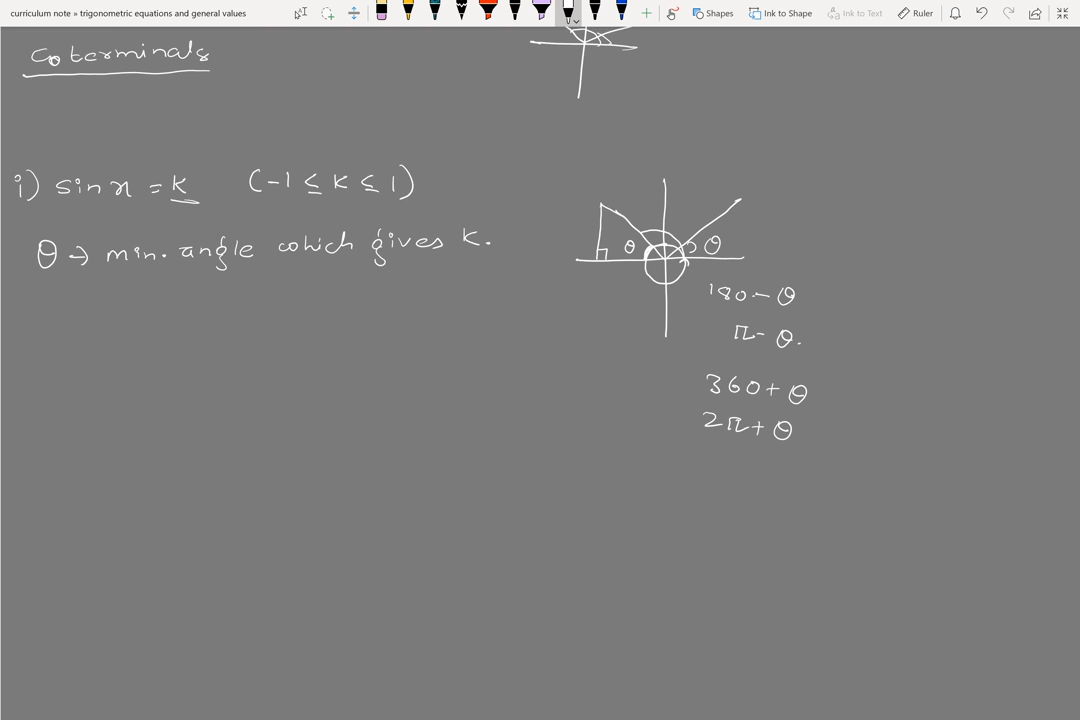 curriculum note » trigonometric equations and general values
Shapes
Ink to Shape
Ink to Text
Ruler
Coterminals
i) sin x = k (-1 ≤ k ≤ 1)
θ → min. angle which gives k.
θ θ
180 - θ
π - θ.
360 + θ
2π + θ